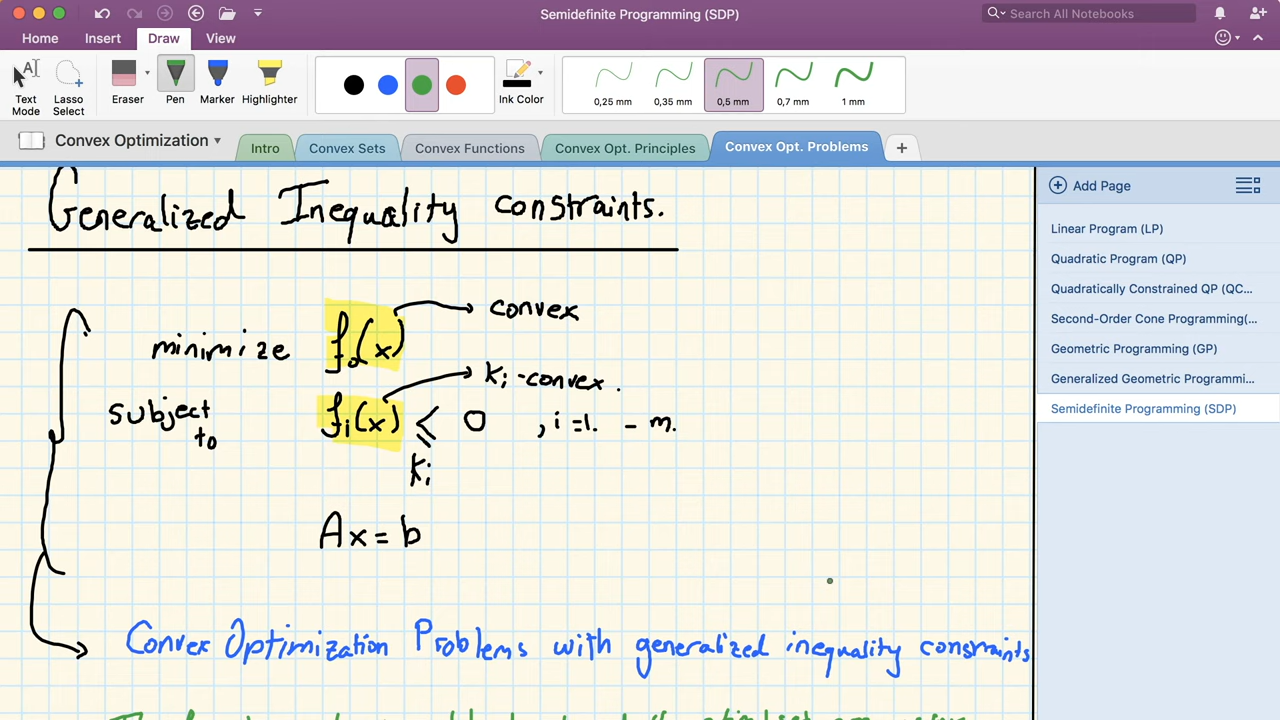 Semidefinite Programming (SDP)
Search All Notebooks
Home Insert Draw View
Text Mode
Lasso Select
Eraser
Pen
Marker
Highlighter
Ink Color
0,25 mm 0,35 mm 0,5 mm 0,7 mm 1 mm
Convex Optimization
Intro Convex Sets Convex Functions Convex Opt. Principles Convex Opt. Problems
Add Page
Linear Program (LP)
Quadratic Program (QP)
Quadratically Constrained QP (QC...
Second-Order Cone Programming(...
Geometric Programming (GP)
Generalized Geometric Programmi...
Semidefinite Programming (SDP)
Generalized Inequality constraints.
minimize f₀(x) → convex
Ki-convex.
subject to fi(x) ≤ 0 , i=1. - m.
Ki
Ax = b
Convex Optimization Problems with generalized inequality constraints